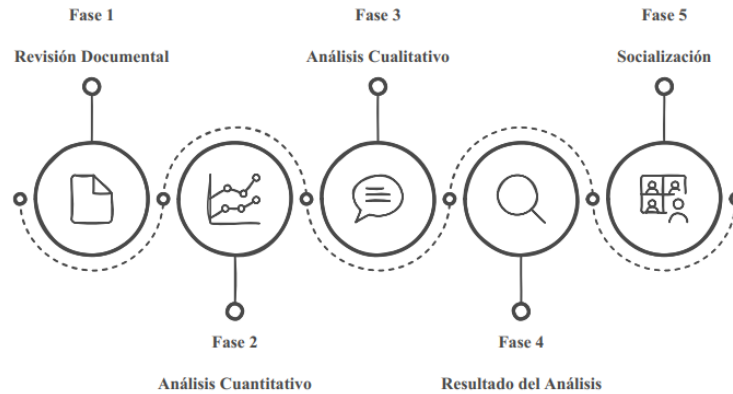 Fase 1
Revisión Documental
Fase 2
Análisis Cuantitativo
Fase 3
Análisis Cualitativo
Fase 4
Resultado del Análisis
Fase 5
Socialización